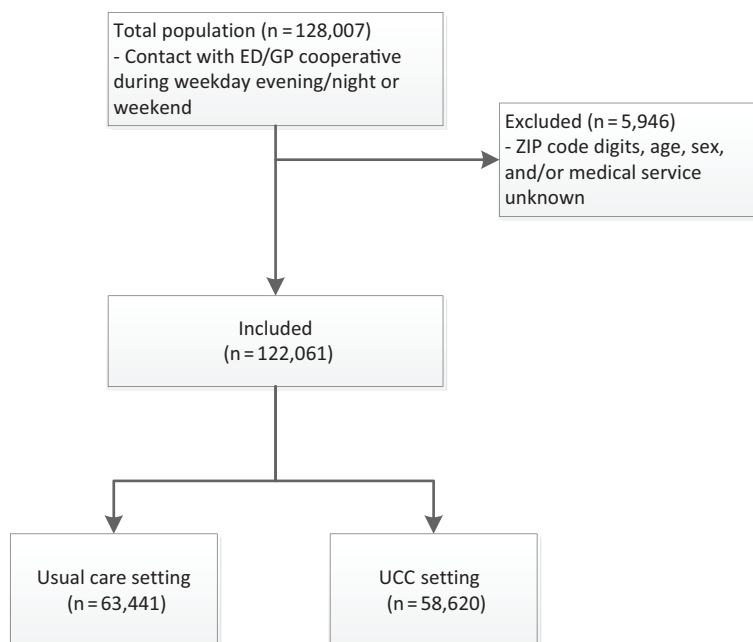 Total population (n = 128,007)
- Contact with ED/GP cooperative
during weekday evening/night or
weekend
Excluded (n = 5,946)
- ZIP code digits, age, sex,
and/or medical service
unknown
Included
(n = 122,061)
Usual care setting
(n = 63,441)
UCC setting
(n = 58,620)